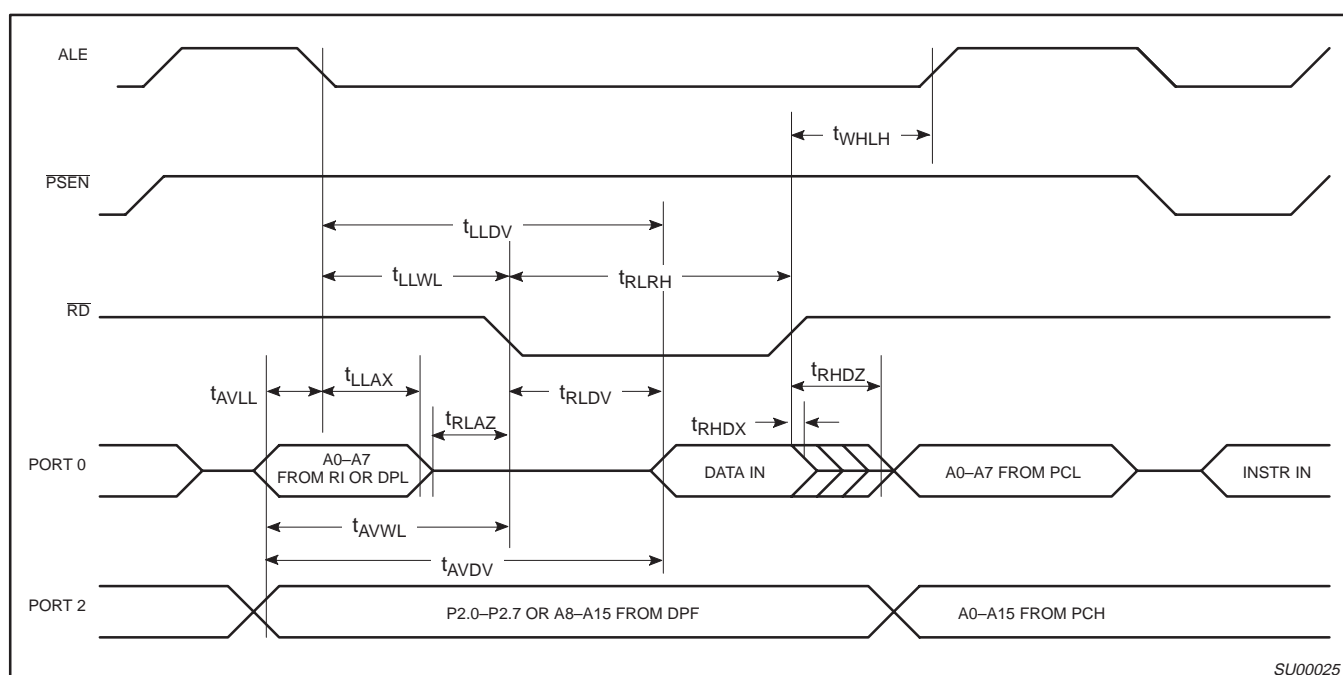 ALE
tWHLH
PSEN
tLLDV
tLLWL
tRLRH
RD
tAVLL
tLLAX
tRLDV
tRHDZ
tRLAZ
tRHDX
PORT 0
A0–A7
FROM RI OR DPL
DATA IN
A0–A7 FROM PCL
INSTR IN
tAVWL
tAVDV
PORT 2
P2.0–P2.7 OR A8–A15 FROM DPF
A0–A15 FROM PCH
SU00025